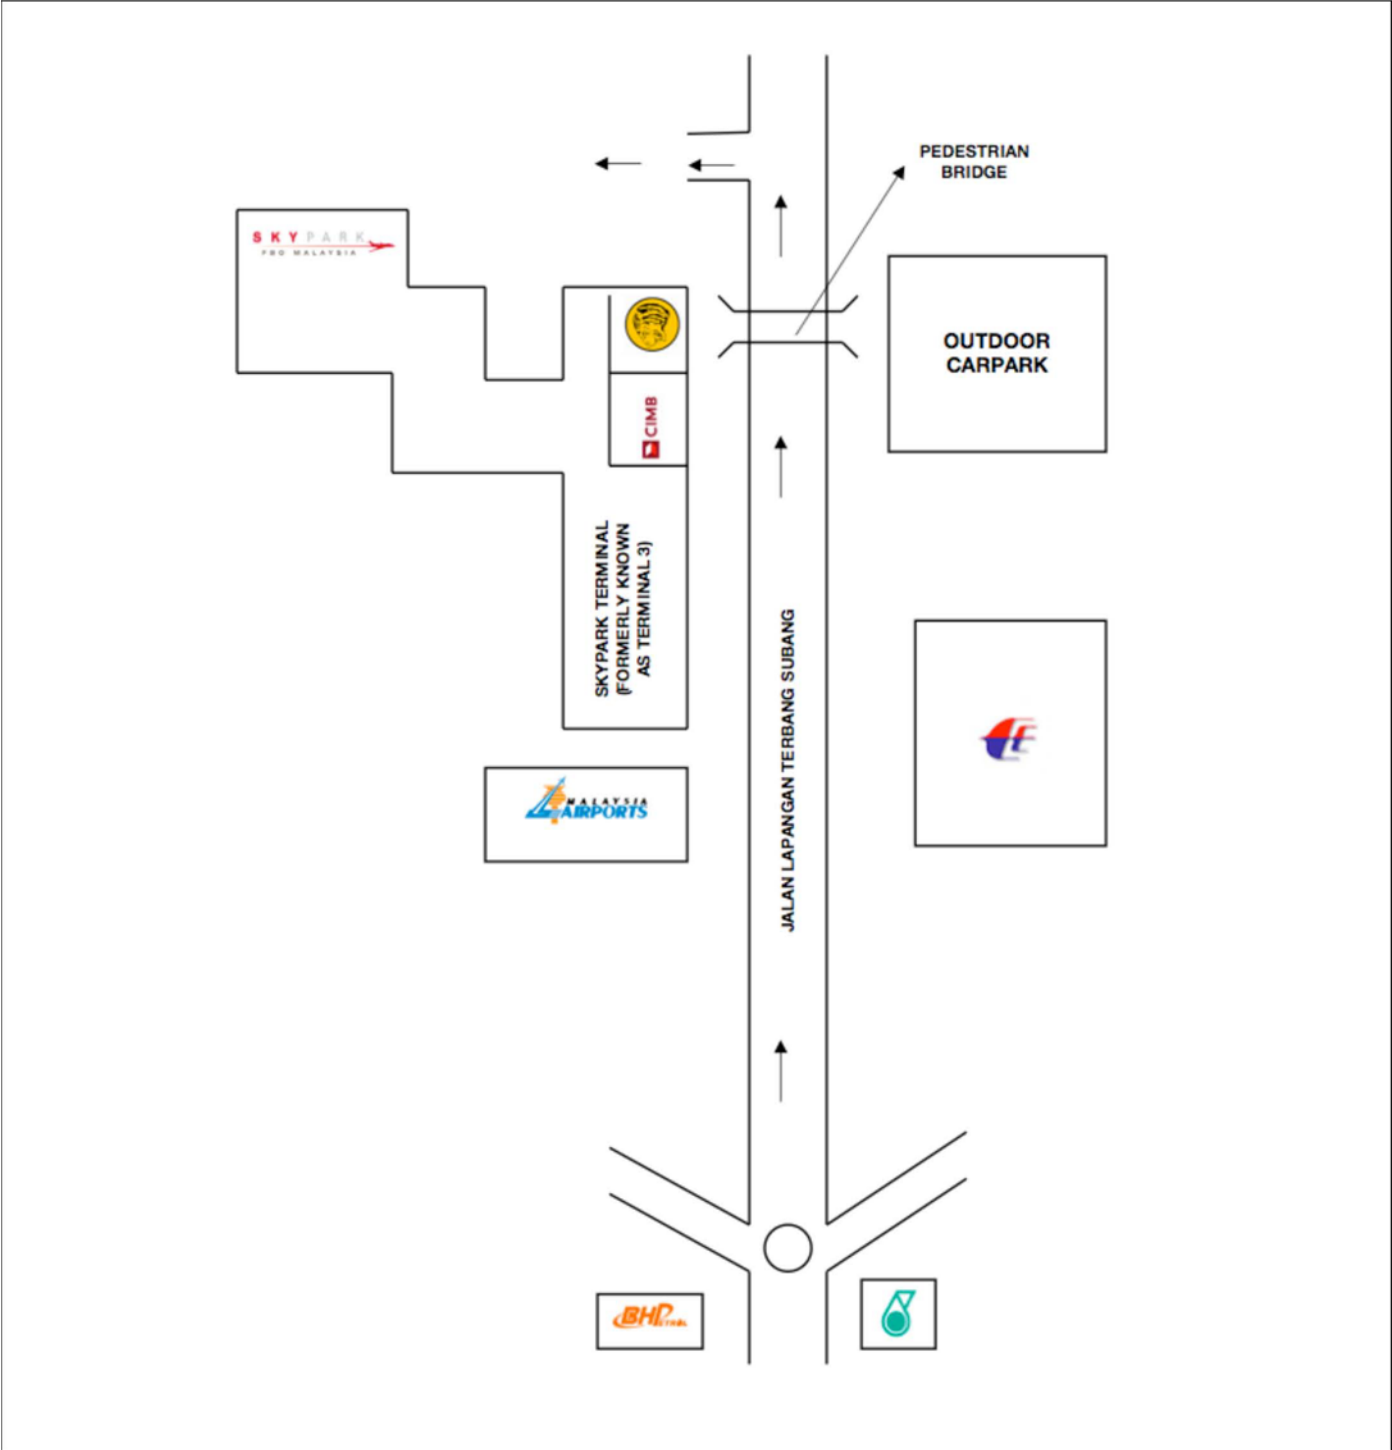 PEDESTRIAN
BRIDGE
SKYPARK
FBO MALAYSIA
OUTDOOR
CARPARK
CIMB
SKYPARK TERMINAL
(FORMERLY KNOWN
AS TERMINAL 3)
JALAN LAPANGAN TERBANG SUBANG
MALAYSIA
AIRPORTS
BHPetrol